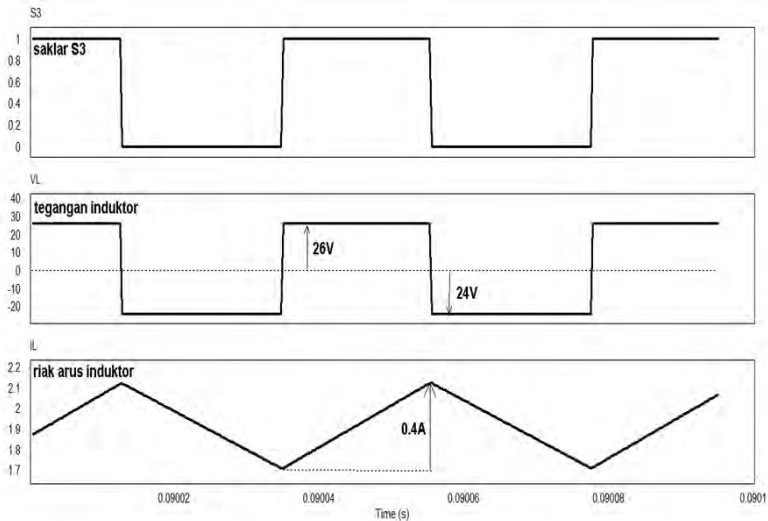 S3
saklar S3
1
0.8
0.6
0.4
0.2
0
VL
tegangan induktor
40
30
20
10
0
-10
-20
26V
24V
IL
riak arus induktor
2.2
2.1
2
1.9
1.8
1.7
0.4A
0.09002
0.09004
0.09006
0.09008
0.0901
Time (s)